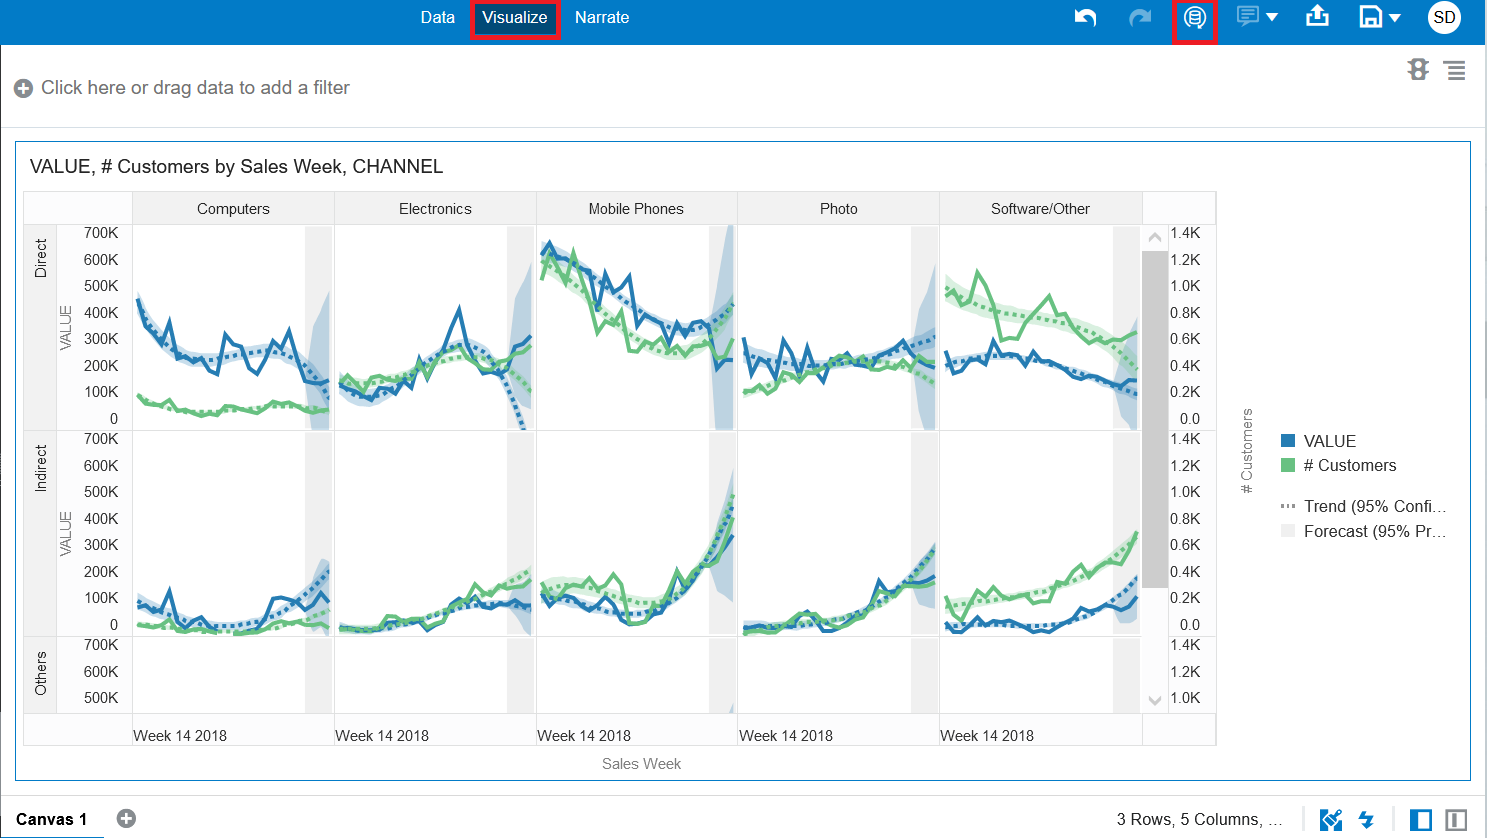 Data Visualize Narrate SD
Click here or drag data to add a filter
VALUE, # Customers by Sales Week, CHANNEL
Computers Electronics Mobile Phones Photo Software/Other
Direct
VALUE
700K
600K
500K
400K
300K
200K
100K
0
1.4K
1.2K
1.0K
0.8K
0.6K
0.4K
0.2K
0.0
Indirect
VALUE
700K
600K
500K
400K
300K
200K
100K
0
1.4K
1.2K
1.0K
0.8K
0.6K
0.4K
0.2K
0.0
Others
700K
600K
500K
1.4K
1.2K
1.0K
# Customers
Week 14 2018 Week 14 2018 Week 14 2018 Week 14 2018 Week 14 2018
Sales Week
VALUE
# Customers
Trend (95% Confi...
Forecast (95% Pr...
Canvas 1
3 Rows, 5 Columns, ...